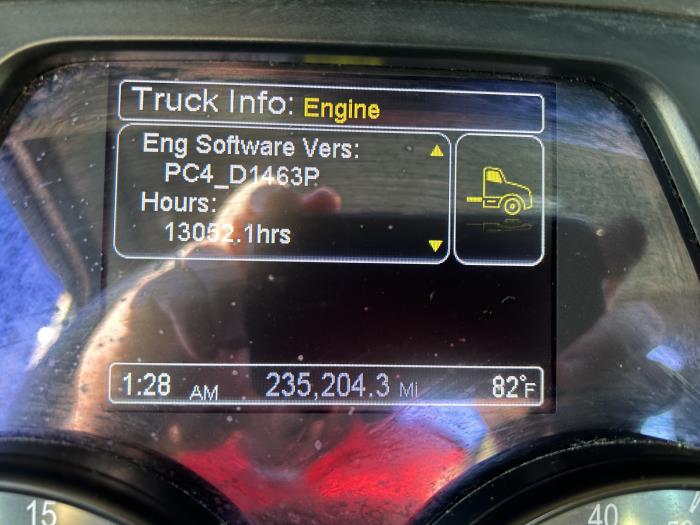 Truck Info: Engine
Eng Software Vers:
PC4_D1463P
Hours:
13052.1hrs
1:28 AM 235,204.3 Mi 82°F
15 40